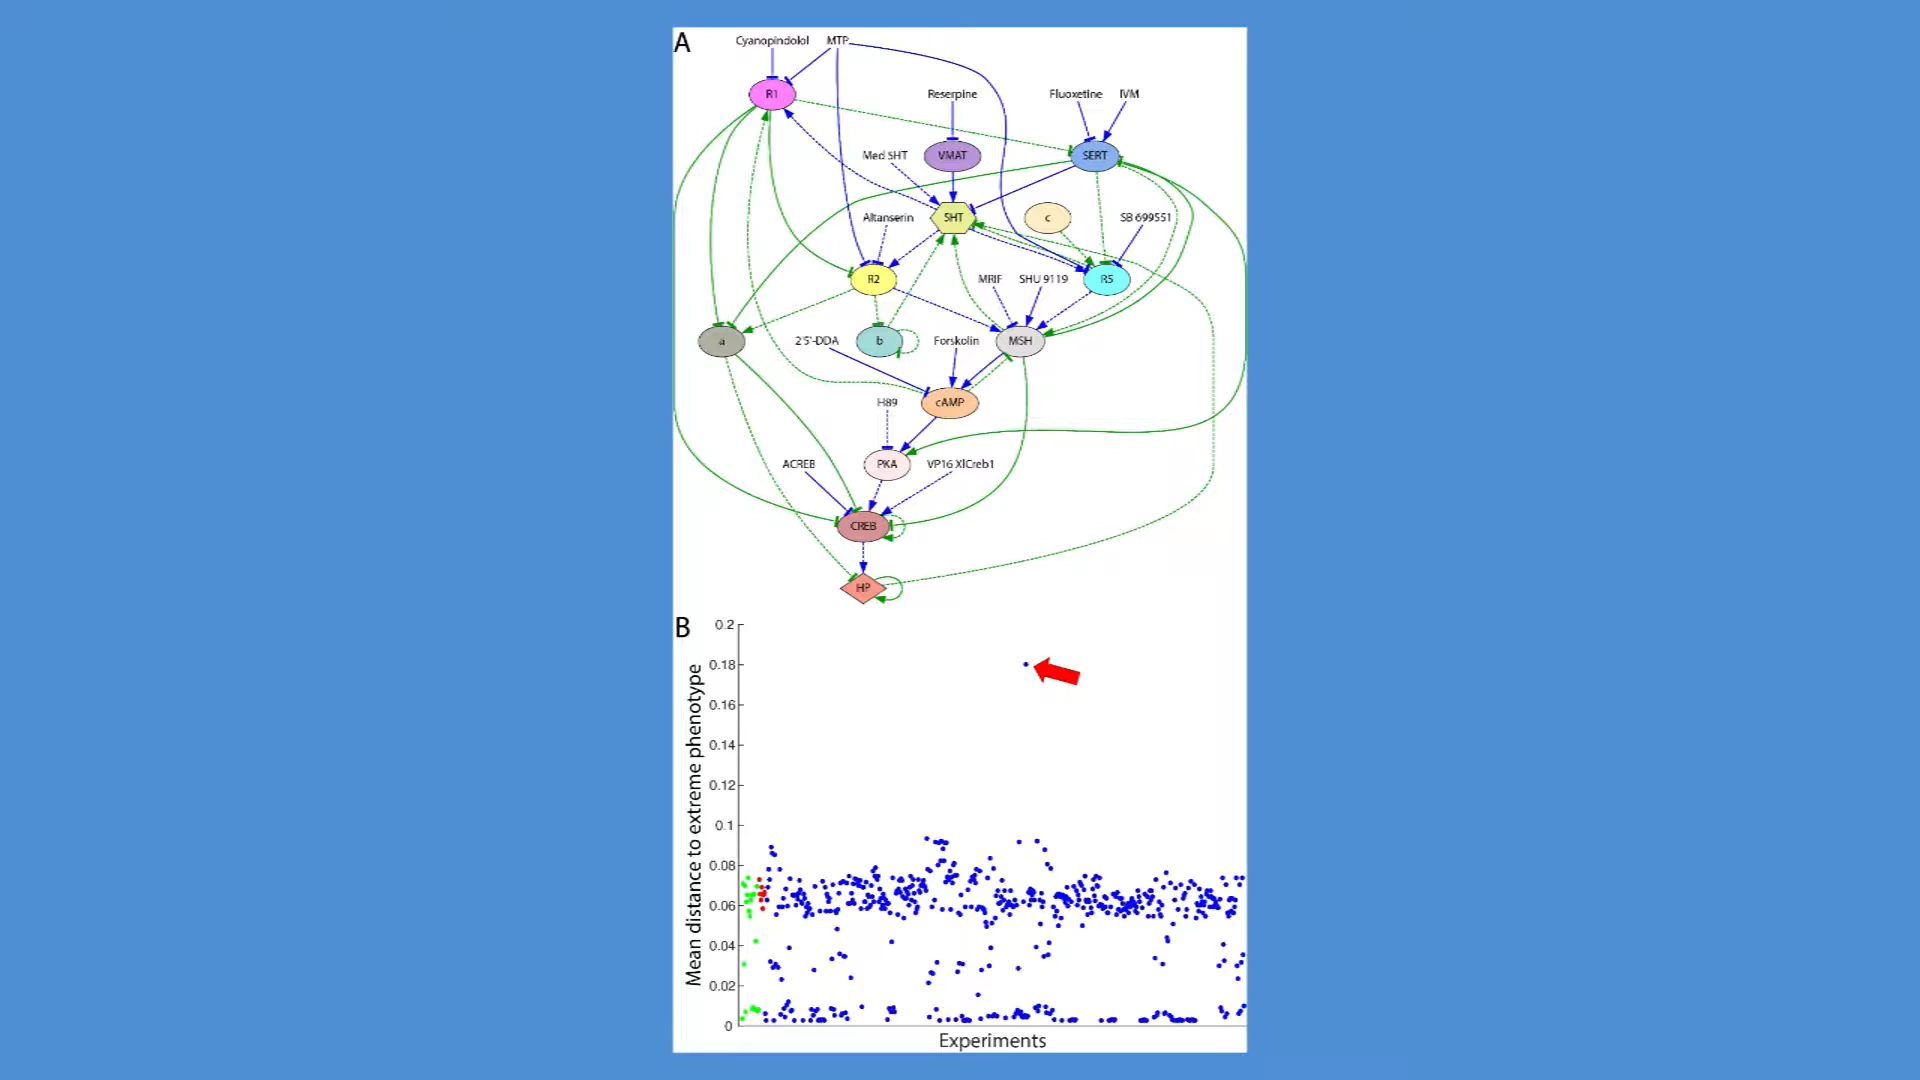 A
Cyanopindolol MTP
R1
Reserpine Fluoxetine IVM
Med 5HT VMAT SERT
Altanserin 5HT c SB 699551
R2 MRIF SHU 9119 R5
a 2'5'-DDA b Forskolin MSH
H89 cAMP
ACREB PKA VP16 XlCreb1
CREB
HP
B
Mean distance to extreme phenotype
0.2
0.18
0.16
0.14
0.12
0.1
0.08
0.06
0.04
0.02
0
Experiments